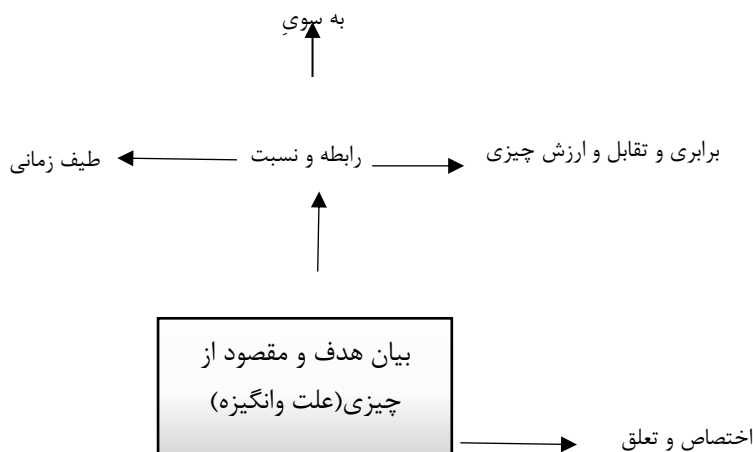 به سویِ
برابری و تقابل و ارزش چیزی
رابطه و نسبت
طیف زمانی
بیان هدف و مقصود از
چیزی(علت وانگیزه)
اختصاص و تعلق